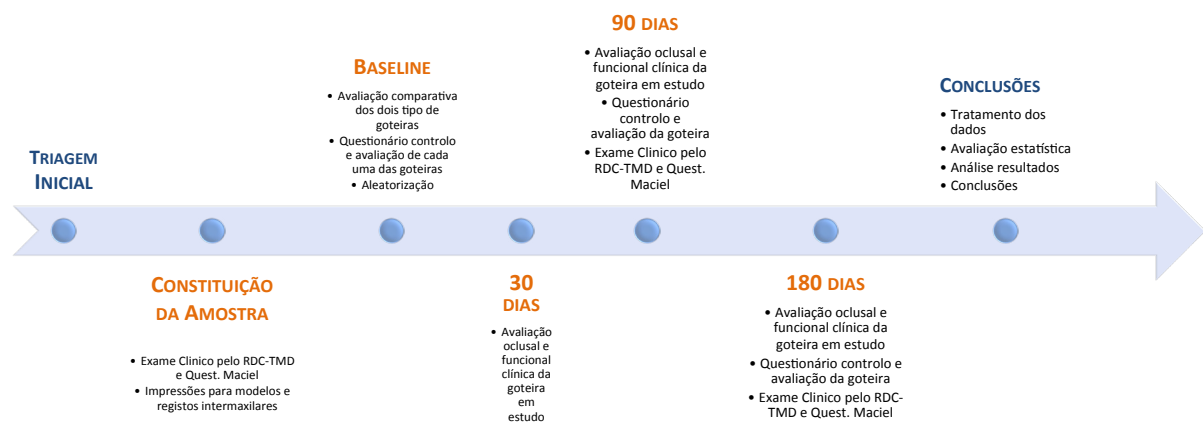 TRIAGEM
INICIAL
CONSTITUIÇÃO
DA AMOSTRA
• Exame Clinico pelo RDC-TMD
e Quest. Maciel
• Impressões para modelos e
registos intermaxilares
BASELINE
• Avaliação comparativa
dos dois tipo de
goteiras
• Questionário controlo
e avaliação de cada
uma das goteiras
• Aleatorização
30
DIAS
• Avaliação
oclusal e
funcional
clínica da
goteira
em
estudo
90 DIAS
• Avaliação oclusal e
funcional clínica da
goteira em estudo
• Questionário
controlo e
avaliação da goteira
• Exame Clinico pelo
RDC-TMD e Quest.
Maciel
180 DIAS
• Avaliação oclusal e
funcional clínica da
goteira em estudo
• Questionário controlo e
avaliação da goteira
• Exame Clinico pelo RDC-
TMD e Quest. Maciel
CONCLUSÕES
• Tratamento dos
dados
• Avaliação estatística
• Análise resultados
• Conclusões